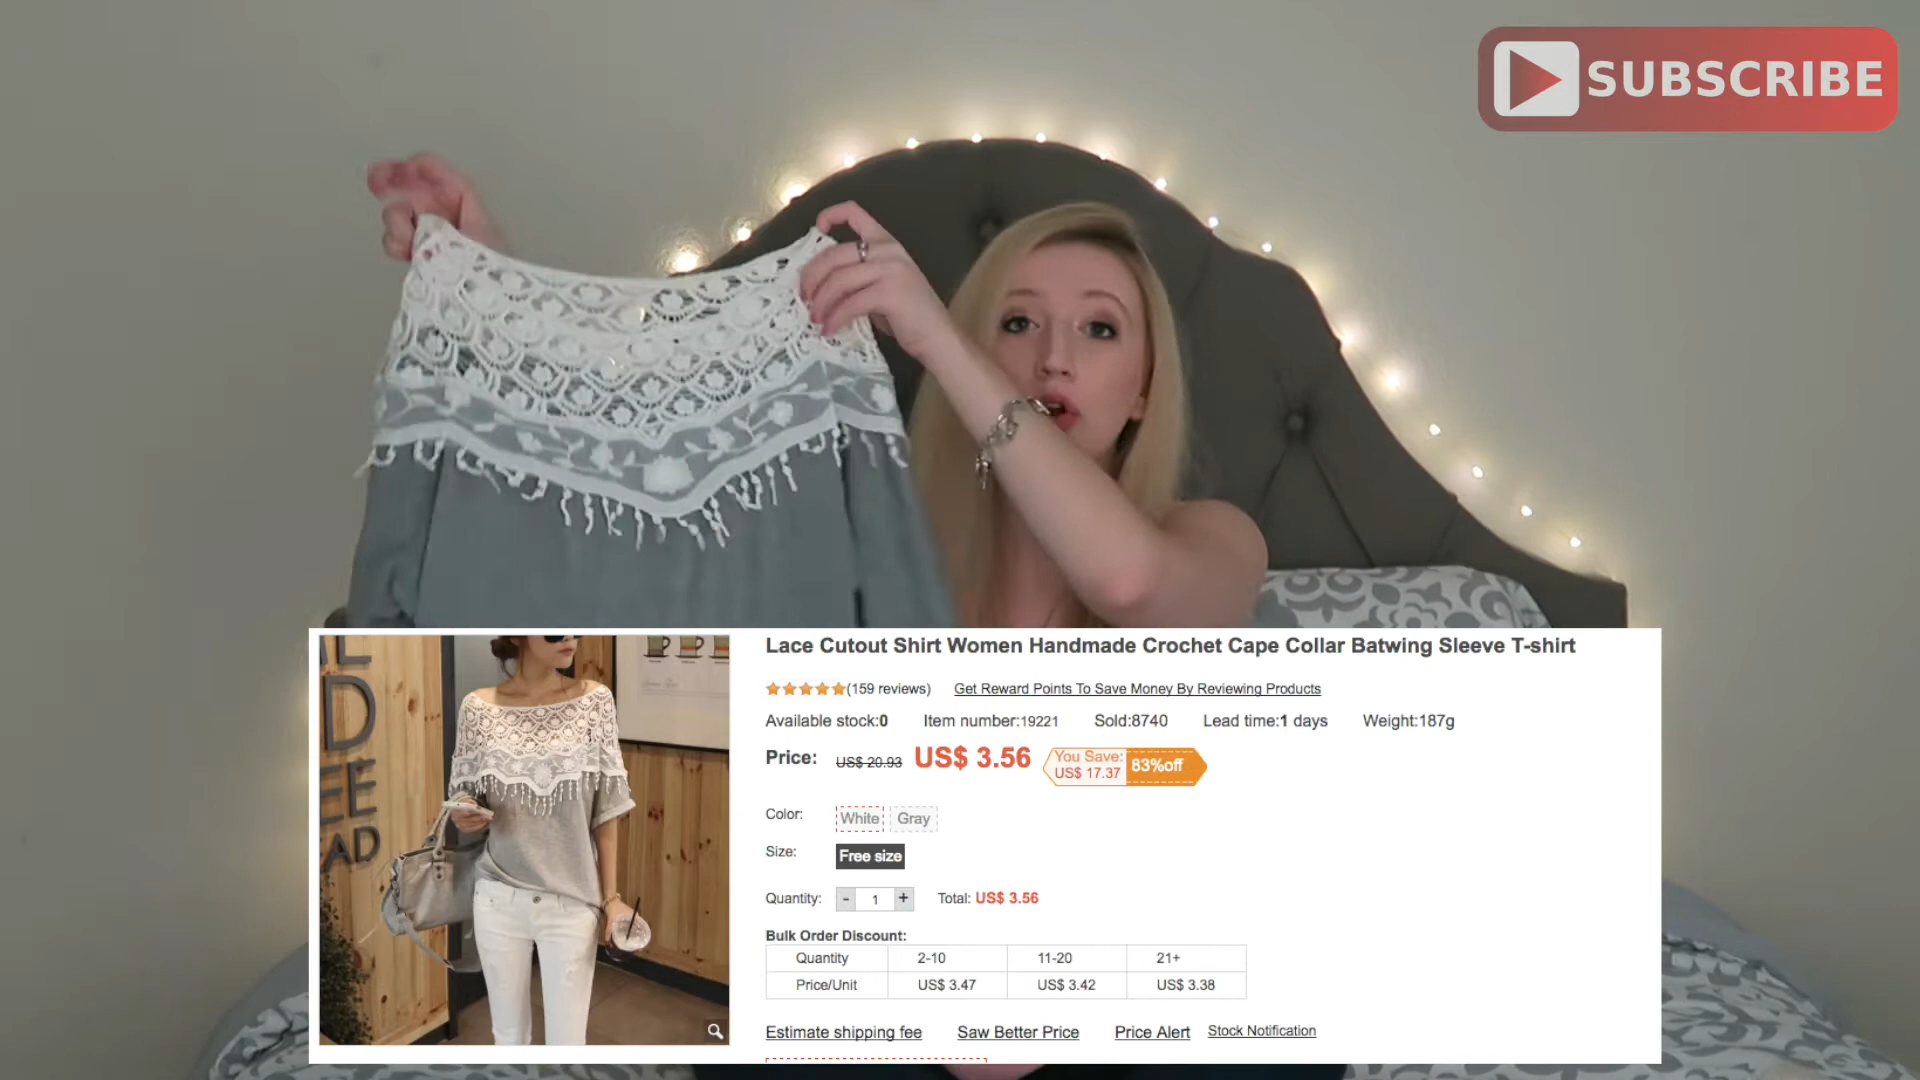 SUBSCRIBE
Lace Cutout Shirt Women Handmade Crochet Cape Collar Batwing Sleeve T-shirt
(159 reviews) Get Reward Points To Save Money By Reviewing Products
Available stock:0 Item number:19221 Sold:8740 Lead time:1 days Weight:187g
Price: US$ 20.93 US$ 3.56 You Save: US$ 17.37 83%off
Color: White Gray
Size: Free size
Quantity: - 1 + Total: US$ 3.56
Bulk Order Discount:
Quantity 2-10 11-20 21+
Price/Unit US$ 3.47 US$ 3.42 US$ 3.38
Estimate shipping fee Saw Better Price Price Alert Stock Notification